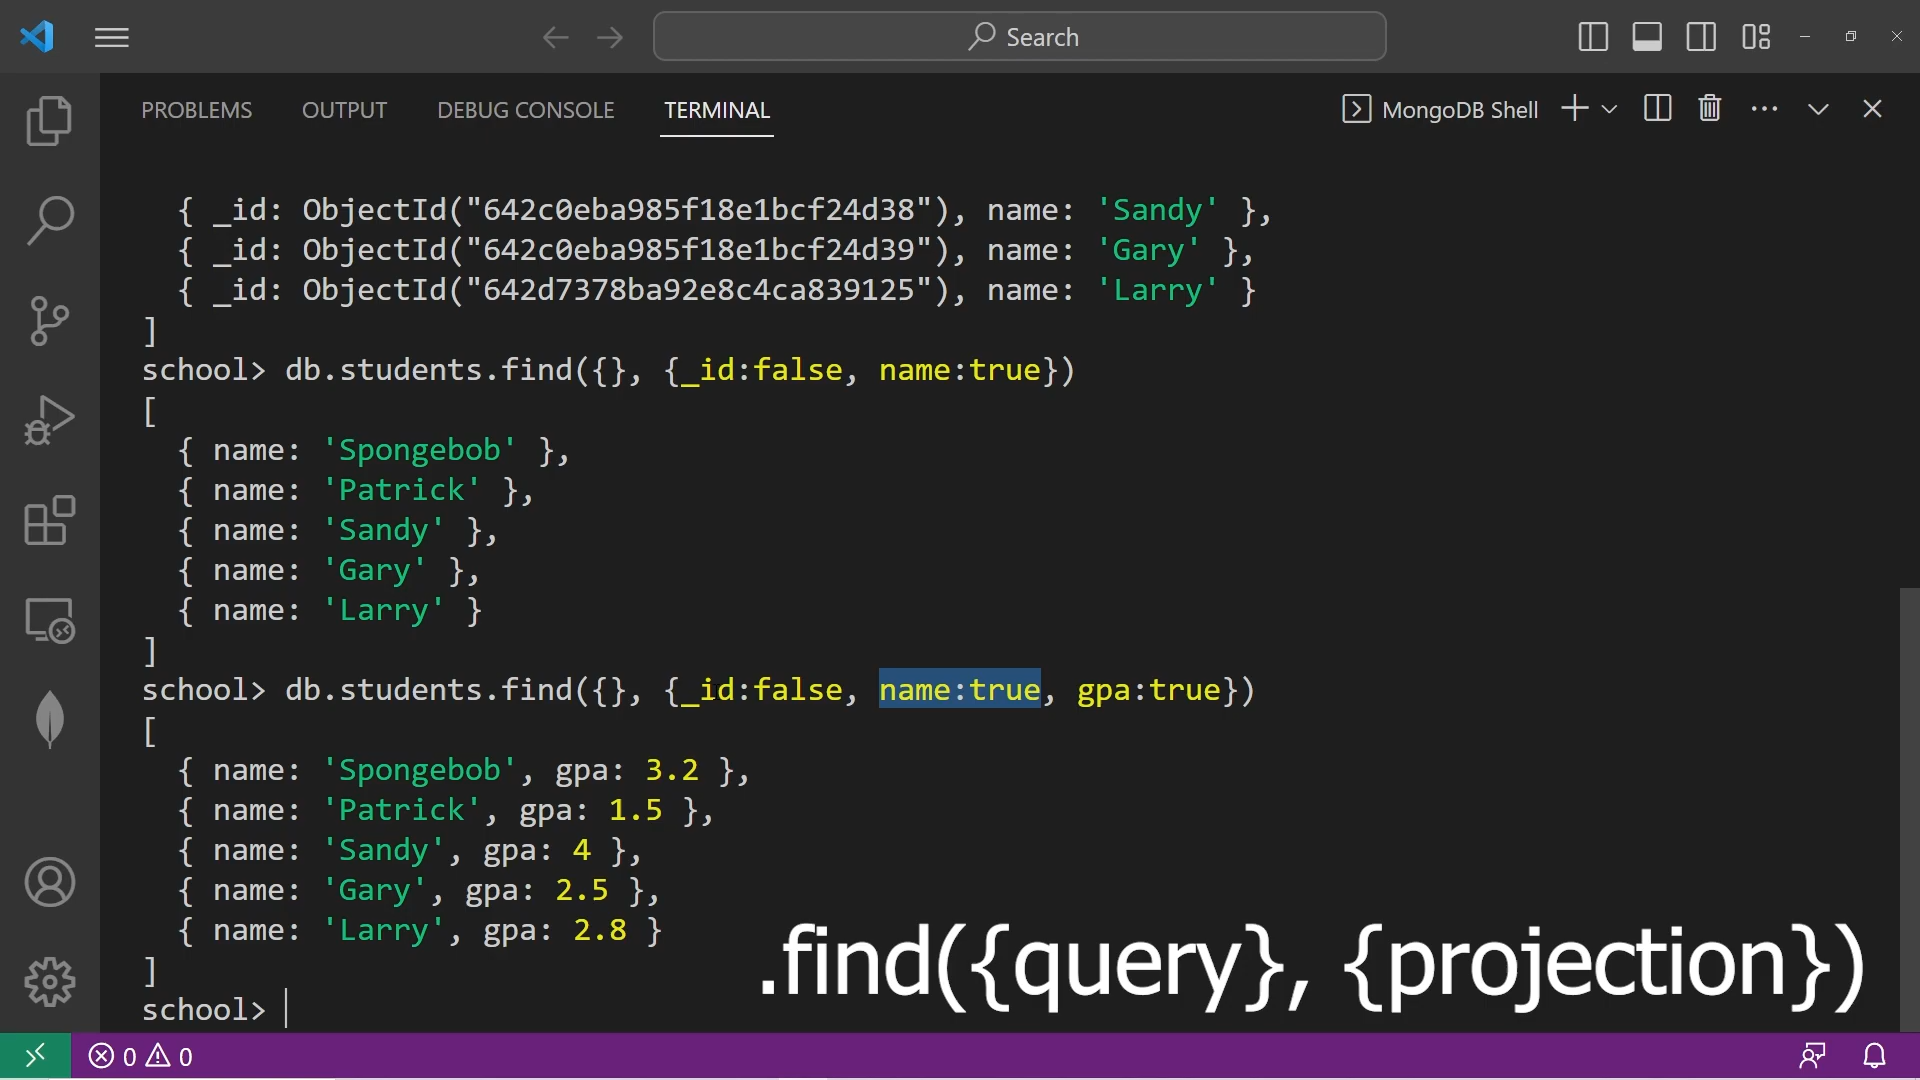 Search
PROBLEMS OUTPUT DEBUG CONSOLE TERMINAL MongoDB Shell
{ _id: ObjectId("642c0eba985f18e1bcf24d38"), name: 'Sandy' },
{ _id: ObjectId("642c0eba985f18e1bcf24d39"), name: 'Gary' },
{ _id: ObjectId("642d7378ba92e8c4ca839125"), name: 'Larry' }
]
school> db.students.find({}, {_id:false, name:true})
[
{ name: 'Spongebob' },
{ name: 'Patrick' },
{ name: 'Sandy' },
{ name: 'Gary' },
{ name: 'Larry' }
]
school> db.students.find({}, {_id:false, name:true, gpa:true})
[
{ name: 'Spongebob', gpa: 3.2 },
{ name: 'Patrick', gpa: 1.5 },
{ name: 'Sandy', gpa: 4 },
{ name: 'Gary', gpa: 2.5 },
{ name: 'Larry', gpa: 2.8 }
]
school>
.find({query}, {projection})
0 0